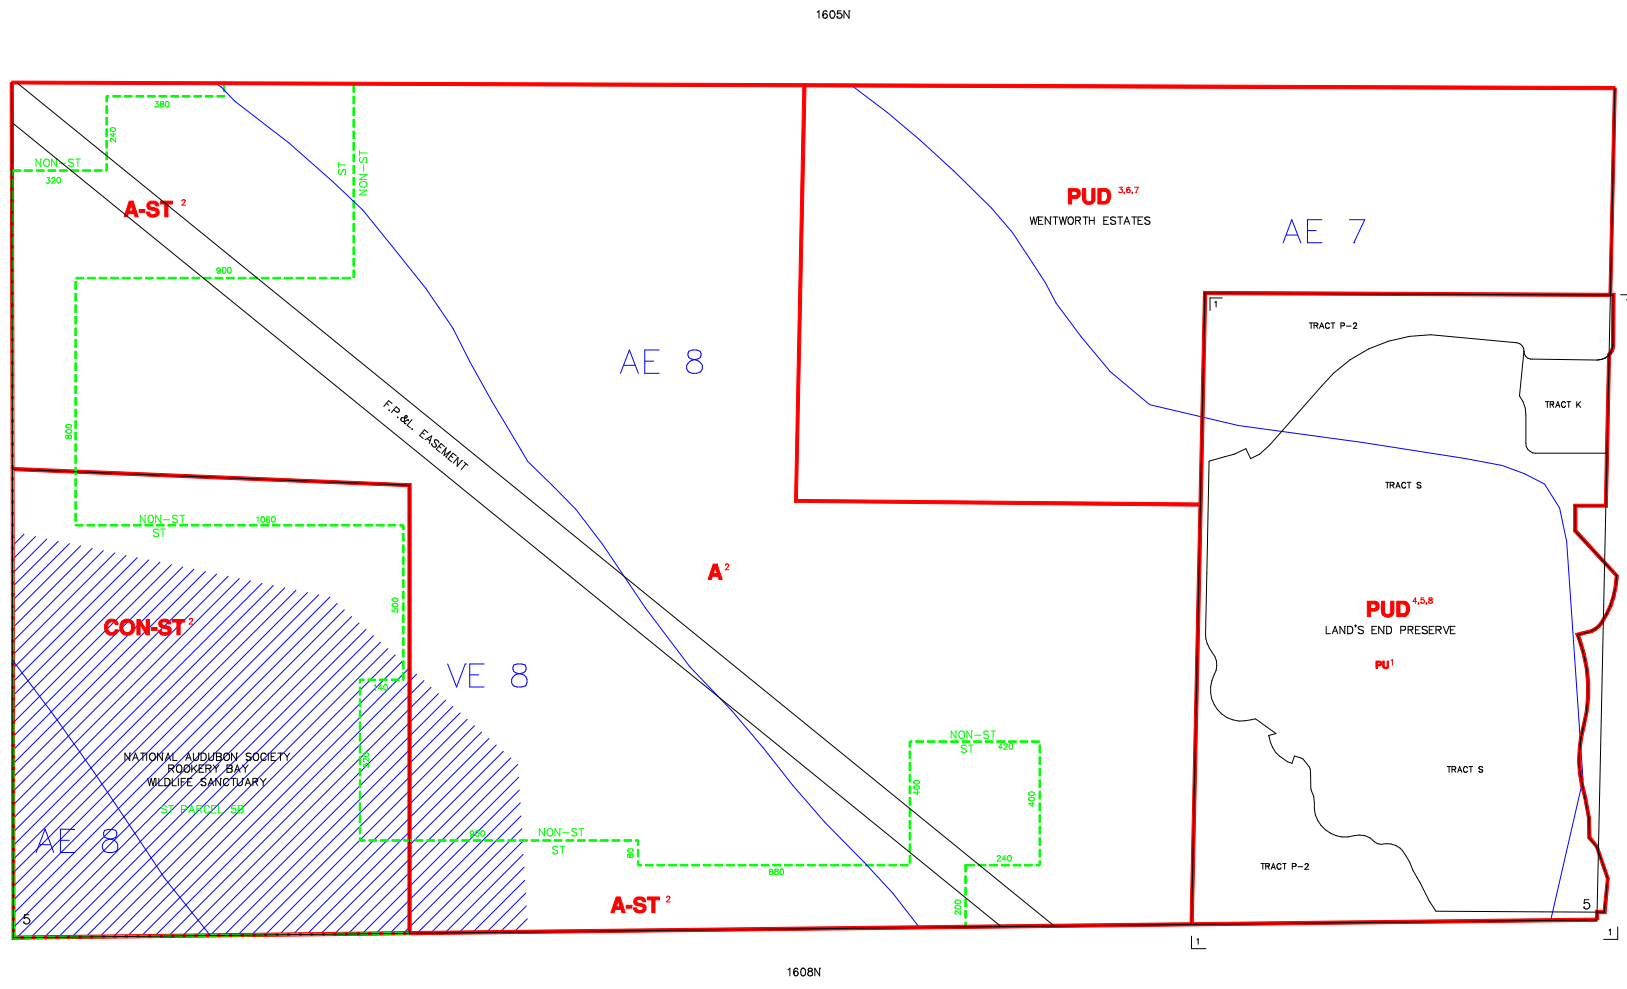 1605N
380
240
NON-ST
320
ST
NON-ST
A-ST 2
PUD 3,6,7
WENTWORTH ESTATES
AE 7
900
1
TRACT P-2
AE 8
TRACT K
800
F.P.&L. EASEMENT
TRACT S
NON-ST
1060
ST
A 2
500
PUD 4,5,8
LAND'S END PRESERVE
CON-ST 2
PU 1
VE 8
140
NON-ST
ST
420
NATIONAL AUDUBON SOCIETY
ROOKERY BAY
WILDLIFE SANCTUARY
520
TRACT S
400
400
ST PARCEL 5B
AE 8
900
NON-ST
ST
80
880
240
TRACT P-2
A-ST 2
200
5
5
1
1
1608N